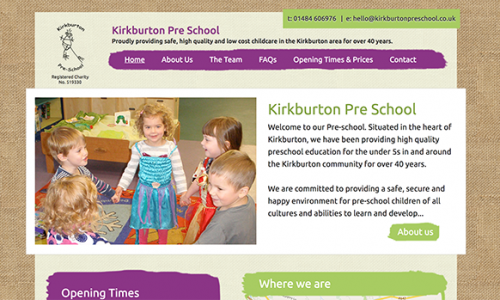 t: 01484 606976 | e: hello@kirkburtonpreschool.co.uk
Kirkburton
Pre-School
Registered Charity
No. 519350
Kirkburton Pre School
Proudly providing safe, high quality and low cost childcare in the Kirkburton area for over 40 years.
Home About Us The Team FAQs Opening Times & Prices Contact
Kirkburton Pre School
Welcome to our Pre-school. Situated in the heart of
Kirkburton, we have been providing high quality
preschool education for the under 5s in and around
the Kirkburton community for over 40 years.
We are committed to providing a safe, secure and
happy environment for pre-school children of all
cultures and abilities to learn and develop...
About us
Opening Times
Where we are